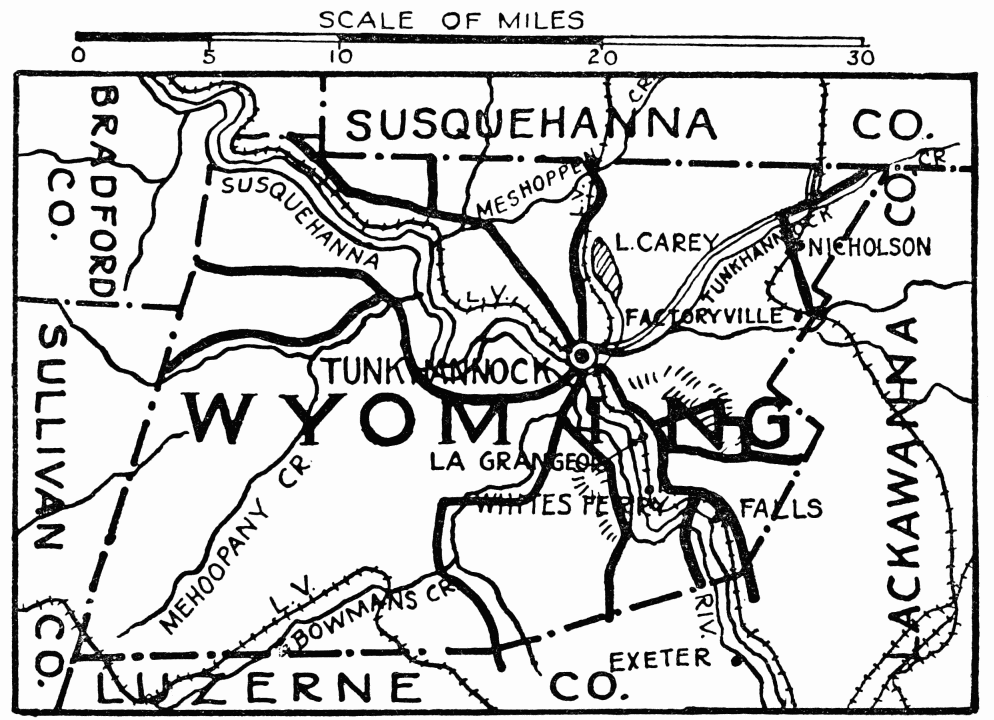 SCALE OF MILES
0 5 10 20 30
BRADFORD CO.
SUSQUEHANNA CO.
CR.
CR.
CO.
SUSQUEHANNA
MESHOPPEN
L.
L. CAREY
TUNKHANNOCK
NICHOLSON
L.V.
FACTORYVILLE
TUNKHANNOCK
SULLIVAN CO.
WYOMING
LACKAWANNA
LA GRANGE
WHITES FERRY
FALLS
MEHOOPANY CR.
L.V.
BOWMANS CR.
RIV.
EXETER
LUZERNE CO.